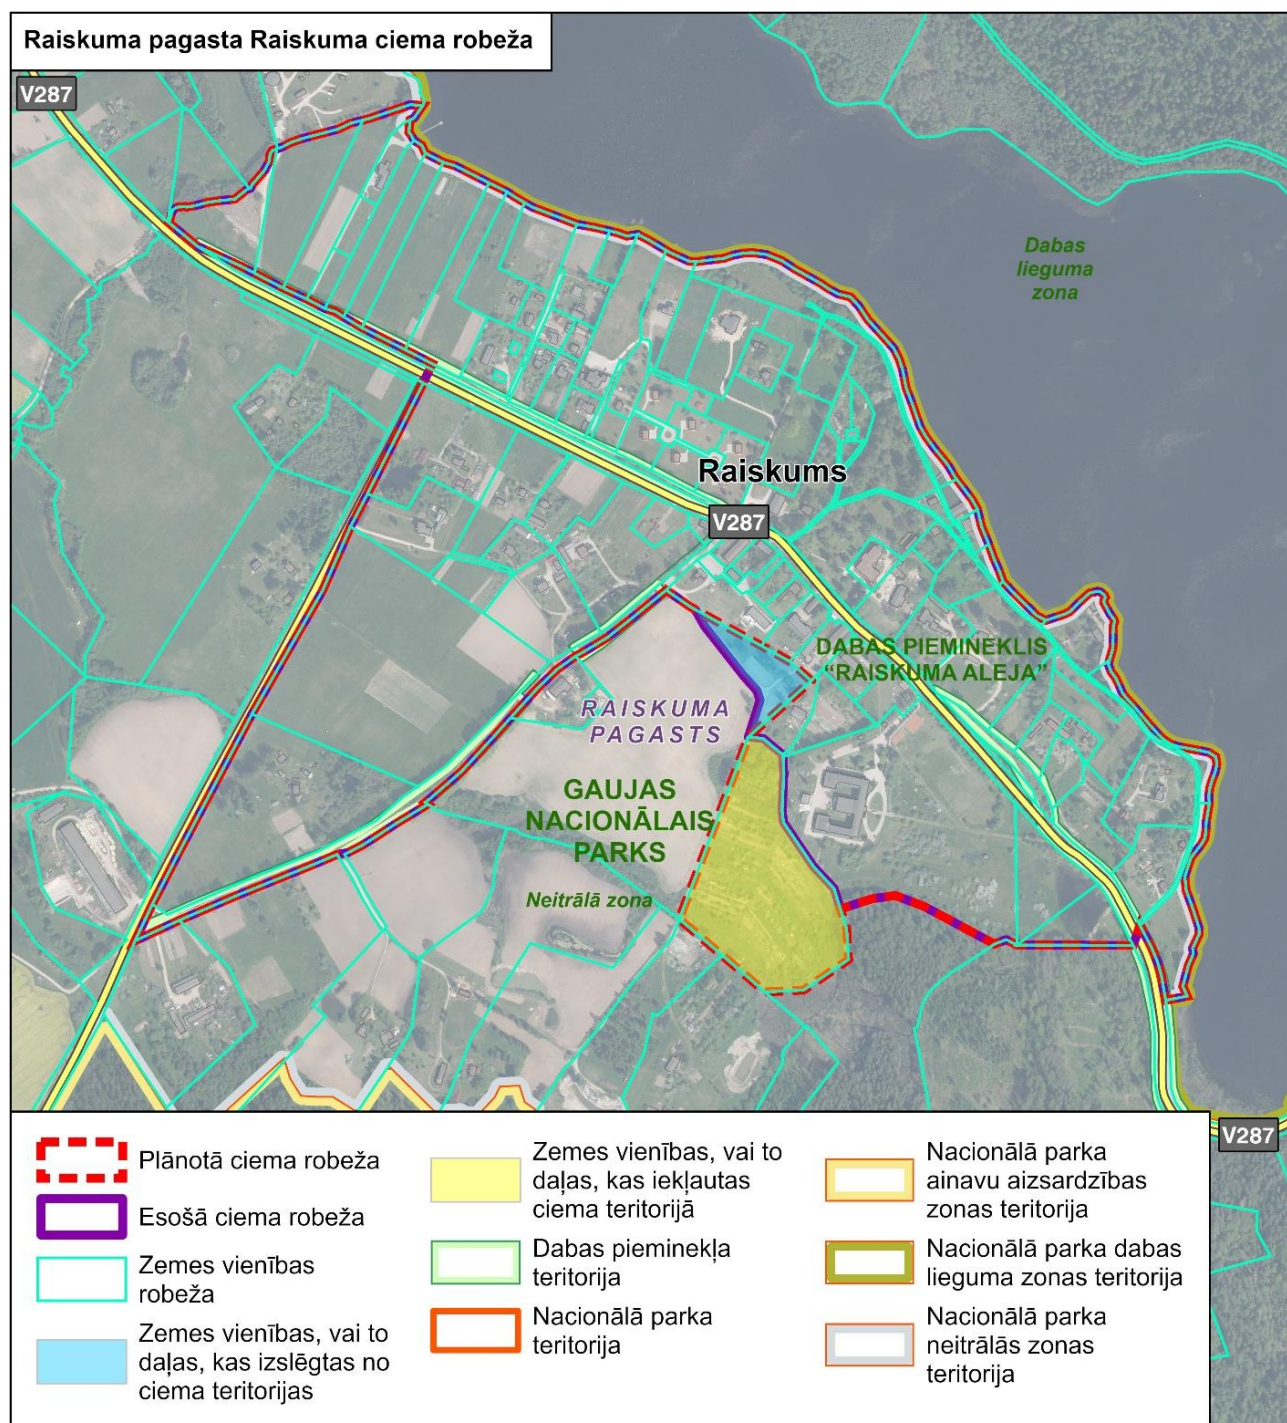 Raiskuma pagasta Raiskuma ciema robeža
V287
Dabas
lieguma
zona
Raiskums
V287
DABAS PIEMINEKLIS
“RAISKUMA ALEJA”
RAISKUMA
PAGASTS
GAUJAS
NACIONĀLAIS
PARKS
Neitrālā zona
V287
Plānotā ciema robeža
Esošā ciema robeža
Zemes vienības
robeža
Zemes vienības, vai to
daļas, kas izslēgtas no
ciema teritorijas
Zemes vienības, vai to
daļas, kas iekļautas
ciema teritorijā
Dabas pieminekļa
teritorija
Nacionālā parka
teritorija
Nacionālā parka
ainavu aizsardzības
zonas teritorija
Nacionālā parka dabas
lieguma zonas teritorija
Nacionālā parka
neitrālās zonas
teritorija